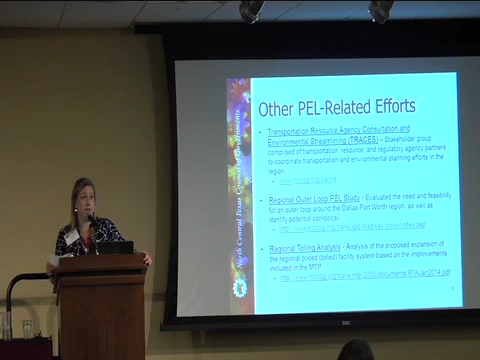 Other PEL-Related Efforts
North Central Texas Council of Governments
• Transportation Resource Agency Consultation and
Environmental Streamlining (TRACES) – Stakeholder group
comprised of transportation, resource, and regulatory agency partners
to coordinate transportation and environmental planning efforts in the
region
• Regional Outer Loop PEL Study - Evaluated the need and feasibility
for an outer loop around the Dallas-Fort Worth region, as well as
identify potential corridor(s)
• Regional Tolling Analysis - Analysis of the proposed expansion of
the regional priced (tolled) facility system based on the improvements
included in the MTP